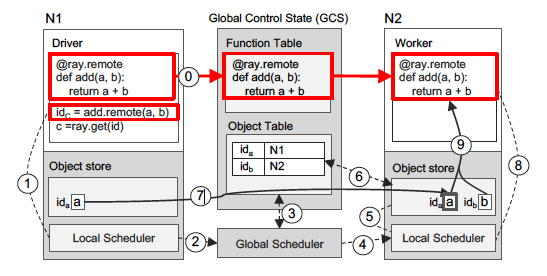 N1
Global Control State (GCS)
N2
Driver
@ray.remote
def add(a, b):
return a + b
idc = add.remote(a, b)
c =ray.get(id)
0
Function Table
@ray.remote
def add(a, b):
return a + b
Worker
@ray.remote
def add(a, b):
return a + b
Object Table
ida N1
idb N2
9
8
Object store
ida a
1
7
6
Object store
ida a idb b
5
3
Local Scheduler
2
Global Scheduler
4
Local Scheduler